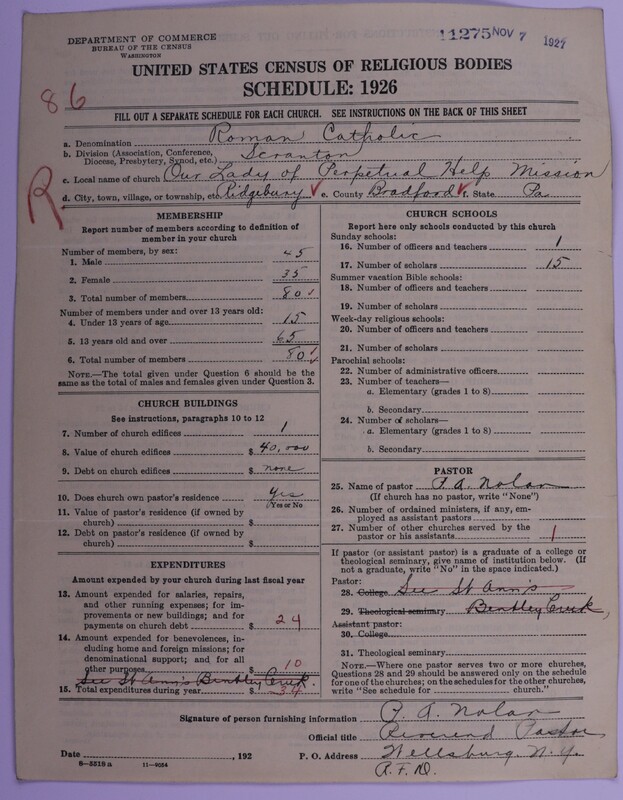 DEPARTMENT OF COMMERCE
BUREAU OF THE CENSUS
WASHINGTON
11275 NOV 7 1927
UNITED STATES CENSUS OF RELIGIOUS BODIES
SCHEDULE: 1926
86
FILL OUT A SEPARATE SCHEDULE FOR EACH CHURCH. SEE INSTRUCTIONS ON THE BACK OF THIS SHEET
R
a. Denomination Roman Catholic
b. Division (Association, Conference, Diocese, Presbytery, Synod, etc.) Scranton
c. Local name of church Our Lady of Perpetual Help Mission
d. City, town, village, or township, etc. Ridgebury ✓ e. County Bradford ✓ f. State Pa.
MEMBERSHIP
Report number of members according to definition of
member in your church
Number of members, by sex:
1. Male 45
2. Female 35
3. Total number of members 80 ✓
Number of members under and over 13 years old:
4. Under 13 years of age 15
5. 13 years old and over 65
6. Total number of members 80 ✓
NOTE.—The total given under Question 6 should be the
same as the total of males and females given under Question 3.
CHURCH BUILDINGS
See instructions, paragraphs 10 to 12
7. Number of church edifices 1
8. Value of church edifices $ 40,000
9. Debt on church edifices $ none
10. Does church own pastor's residence yes
Yes or No
11. Value of pastor's residence (if owned by
church) $
12. Debt on pastor's residence (if owned by
church) $
EXPENDITURES
Amount expended by your church during last fiscal year
13. Amount expended for salaries, repairs,
and other running expenses; for im-
provements or new buildings; and for
payments on church debt $ 24
14. Amount expended for benevolences, in-
cluding home and foreign missions; for
denominational support; and for all
other purposes $ 10
See St Ann's Bentley Creek
15. Total expenditures during year $ 34
CHURCH SCHOOLS
Report here only schools conducted by this church
Sunday schools:
16. Number of officers and teachers 1
17. Number of scholars 15
Summer vacation Bible schools:
18. Number of officers and teachers
19. Number of scholars
Week-day religious schools:
20. Number of officers and teachers
21. Number of scholars
Parochial schools:
22. Number of administrative officers
23. Number of teachers—
a. Elementary (grades 1 to 8)
b. Secondary
24. Number of scholars—
a. Elementary (grades 1 to 8)
b. Secondary
PASTOR
25. Name of pastor P. A. Nolan
(If church has no pastor, write "None")
26. Number of ordained ministers, if any, em-
ployed as assistant pastors
27. Number of other churches served by the
pastor or his assistants 1
If pastor (or assistant pastor) is a graduate of a college or
theological seminary, give name of institution below. (If
not a graduate, write "No" in the space indicated.)
Pastor:
28. College See St Ann's
29. Theological seminary Bentley Creek,
Assistant pastor:
30. College
31. Theological seminary
NOTE.—Where one pastor serves two or more churches,
Questions 28 and 29 should be answered only on the schedule
for one of the churches; on the schedules for the other churches,
write "See schedule for church."
Signature of person furnishing information P. A. Nolan
Official title Reverend Pastor
Date , 192 P. O. Address Wellsburg. N. Y.
8—5518 a 11—9054 R. F. D.